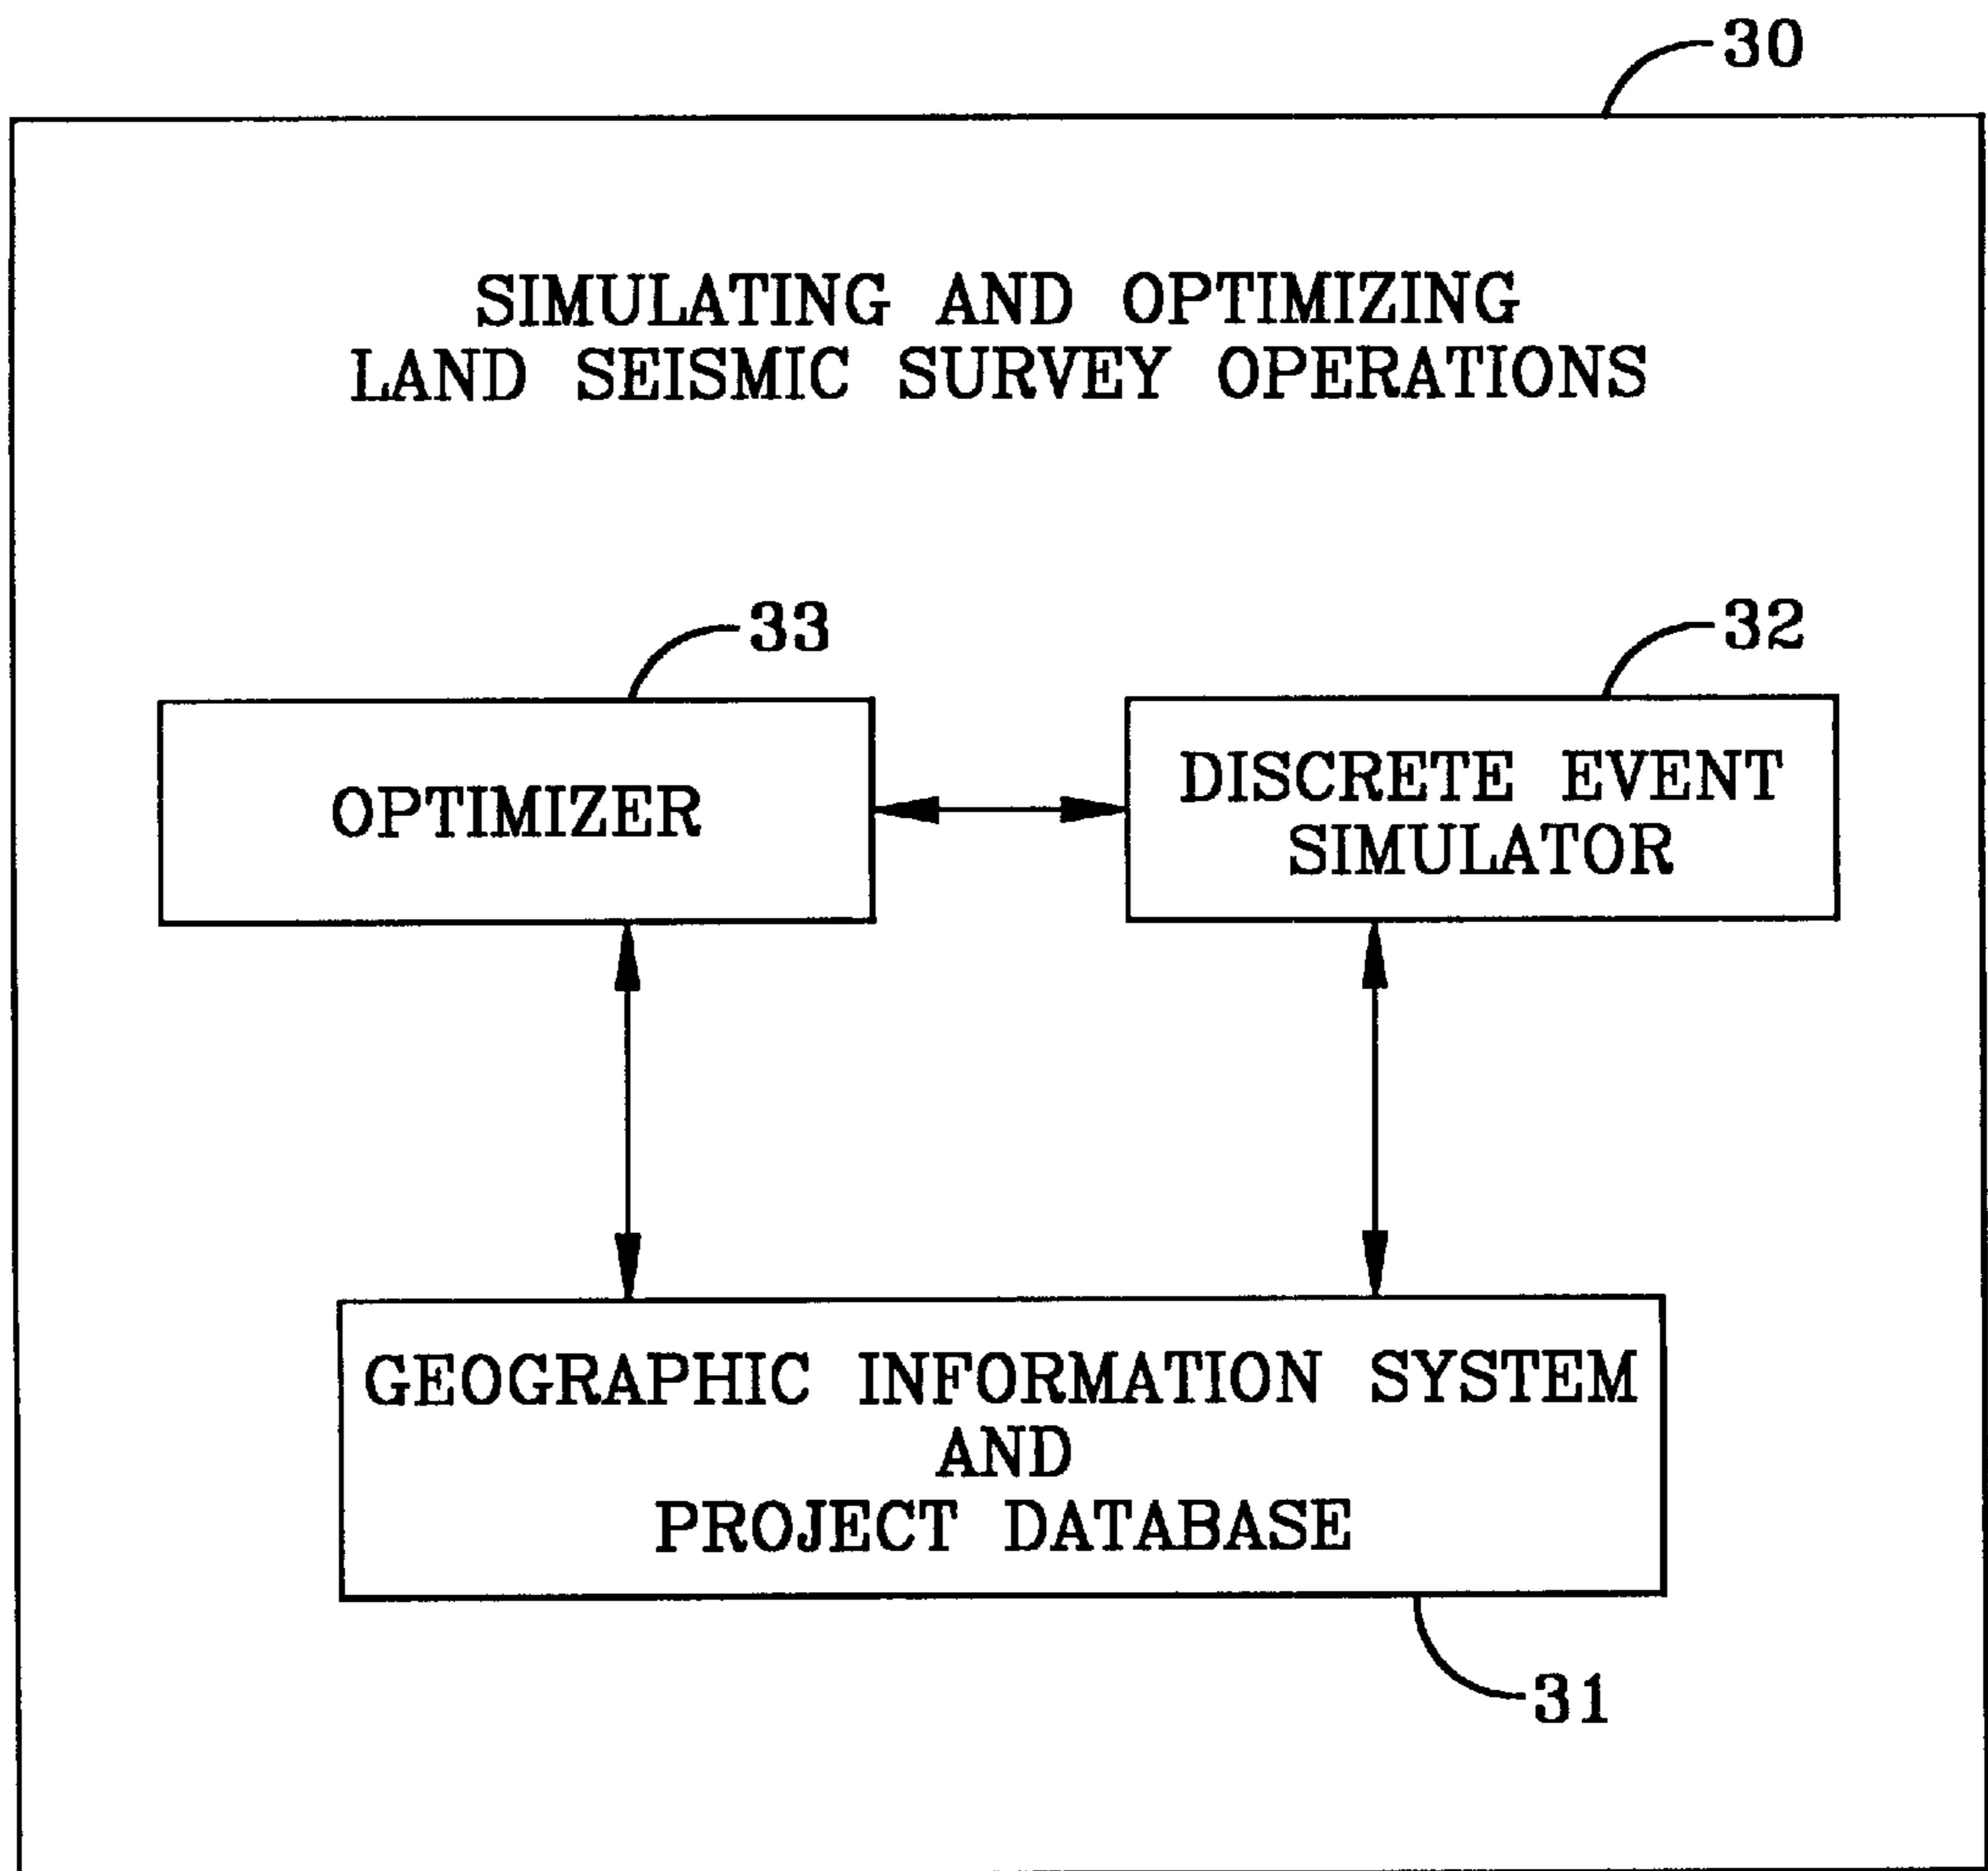 30
SIMULATING AND OPTIMIZING
LAND SEISMIC SURVEY OPERATIONS
33
32
OPTIMIZER
DISCRETE EVENT
SIMULATOR
GEOGRAPHIC INFORMATION SYSTEM
AND
PROJECT DATABASE
31